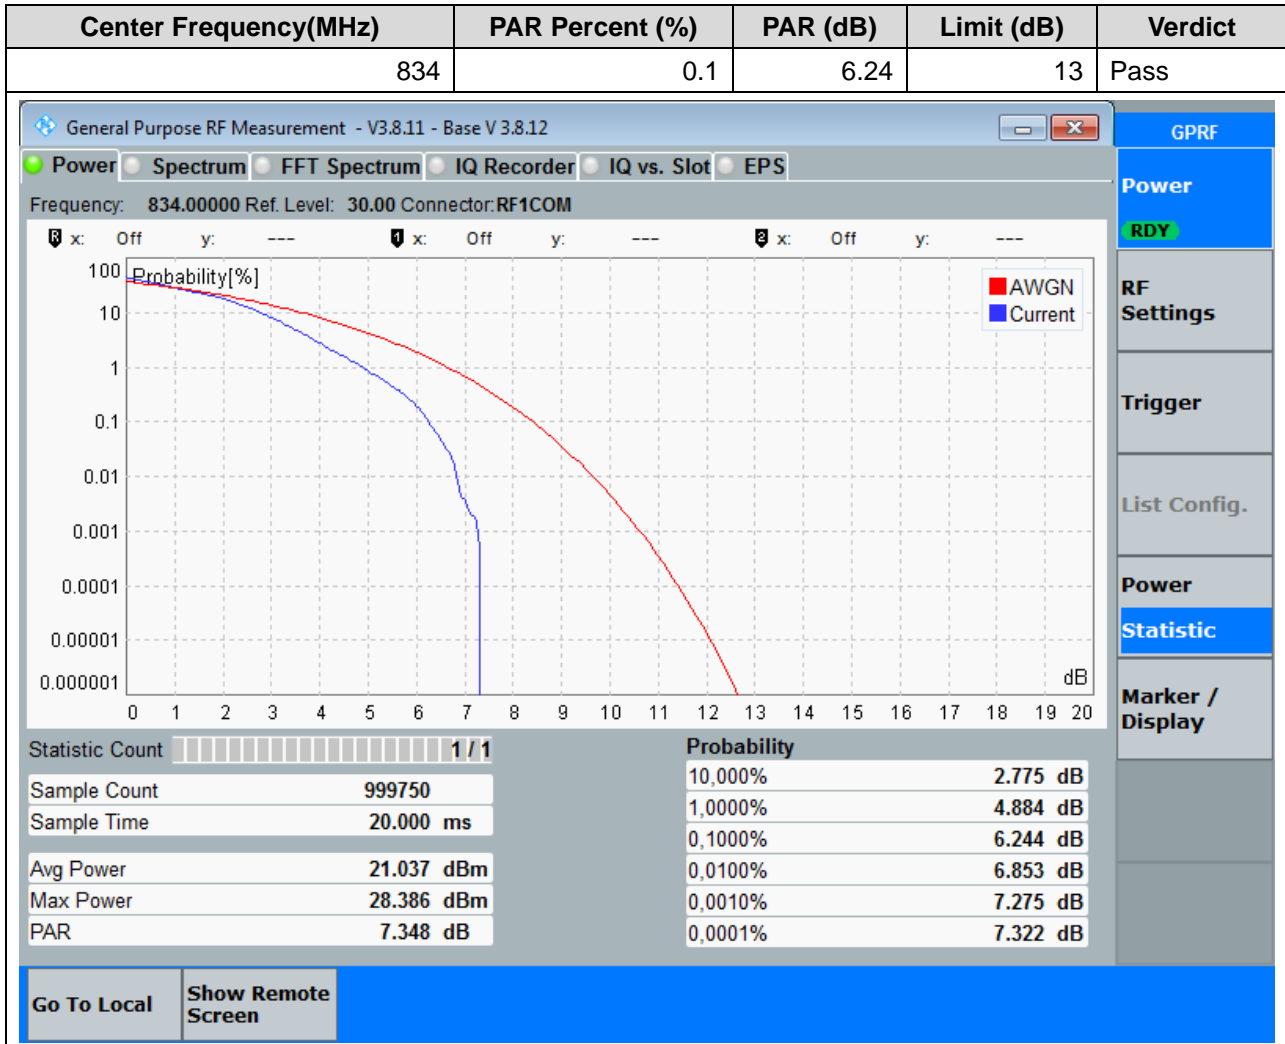 Center Frequency(MHz) PAR Percent (%) PAR (dB) Limit (dB) Verdict
834 0.1 6.24 13 Pass
General Purpose RF Measurement - V3.8.11 - Base V 3.8.12
GPRF
Power Spectrum FFT Spectrum IQ Recorder IQ vs. Slot EPS
Frequency: 834.00000 Ref. Level: 30.00 Connector:RF1COM
R x: Off y: --- 1 x: Off y: --- 2 x: Off y: ---
Probability[%]
AWGN
Current
100
10
1
0.1
0.01
0.001
0.0001
0.00001
0.000001
dB
0 1 2 3 4 5 6 7 8 9 10 11 12 13 14 15 16 17 18 19 20
Statistic Count 1 / 1
Sample Count 999750
Sample Time 20.000 ms
Avg Power 21.037 dBm
Max Power 28.386 dBm
PAR 7.348 dB
Probability
10,000% 2.775 dB
1,0000% 4.884 dB
0,1000% 6.244 dB
0,0100% 6.853 dB
0,0010% 7.275 dB
0,0001% 7.322 dB
Power
RDY
RF
Settings
Trigger
List Config.
Power
Statistic
Marker /
Display
Go To Local
Show Remote
Screen